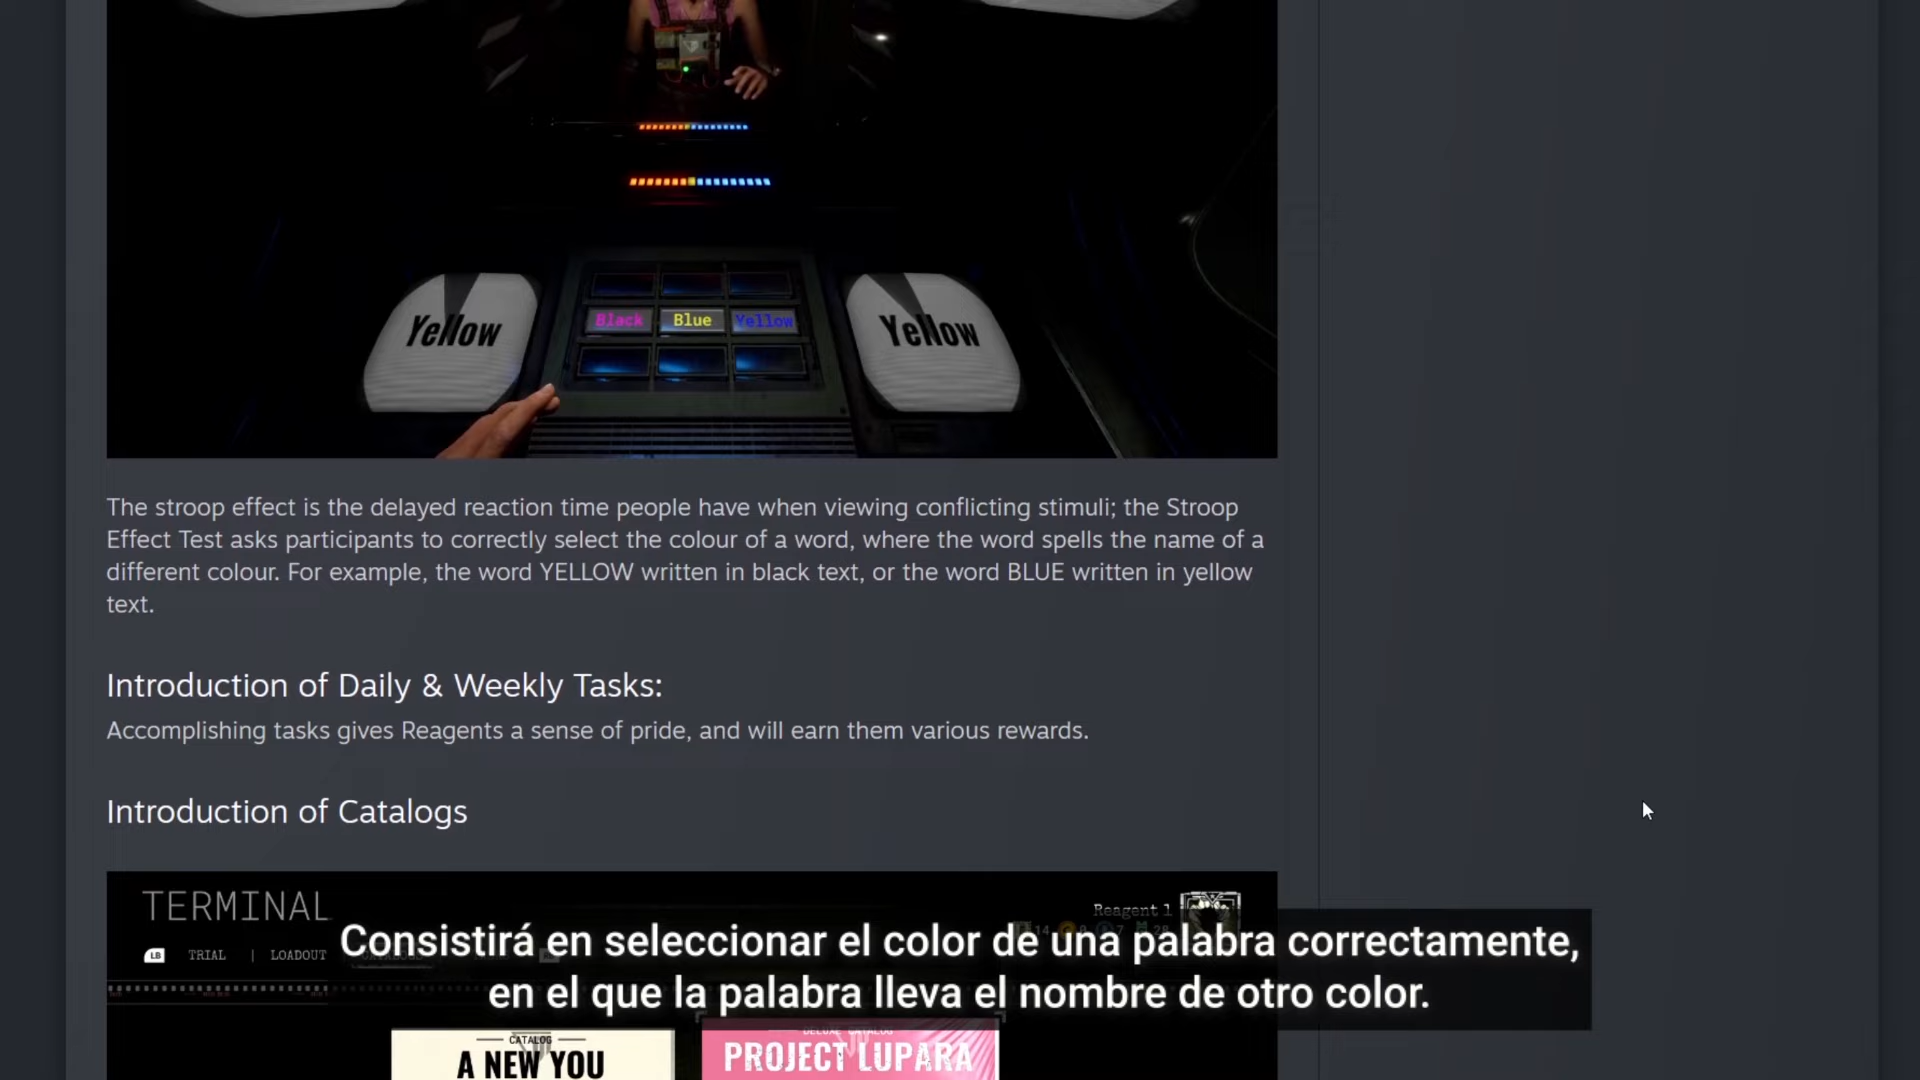 Yellow
Black Blue Yellow
Yellow
The stroop effect is the delayed reaction time people have when viewing conflicting stimuli; the Stroop
Effect Test asks participants to correctly select the colour of a word, where the word spells the name of a
different colour. For example, the word YELLOW written in black text, or the word BLUE written in yellow
text.
Introduction of Daily & Weekly Tasks:
Accomplishing tasks gives Reagents a sense of pride, and will earn them various rewards.
Introduction of Catalogs
TERMINAL
Reagent 1
LB TRIAL | LOADOUT
Consistirá en seleccionar el color de una palabra correctamente,
en el que la palabra lleva el nombre de otro color.
CATALOG
A NEW YOU
DELUXE CATALOG
PROJECT LUPARA